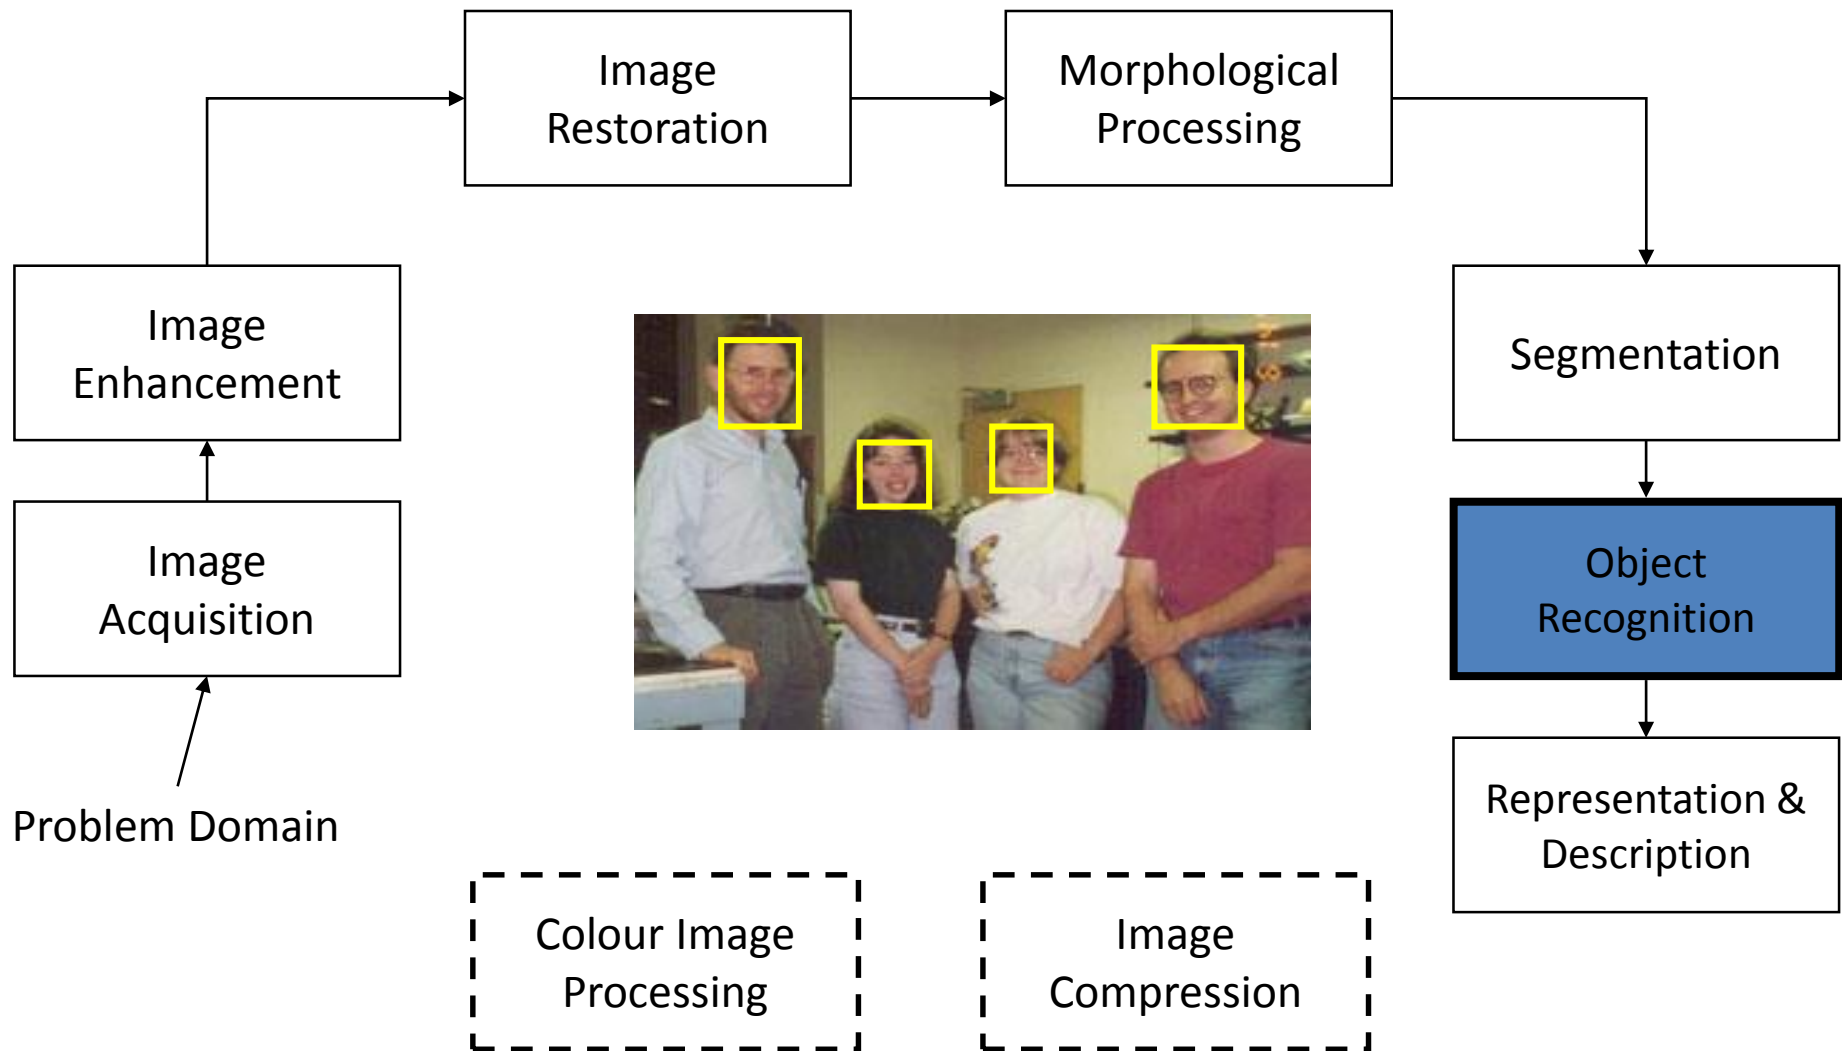 Image
Restoration
Morphological
Processing
Image
Enhancement
Segmentation
Image
Acquisition
Object
Recognition
Problem Domain
Representation &
Description
Colour Image
Processing
Image
Compression